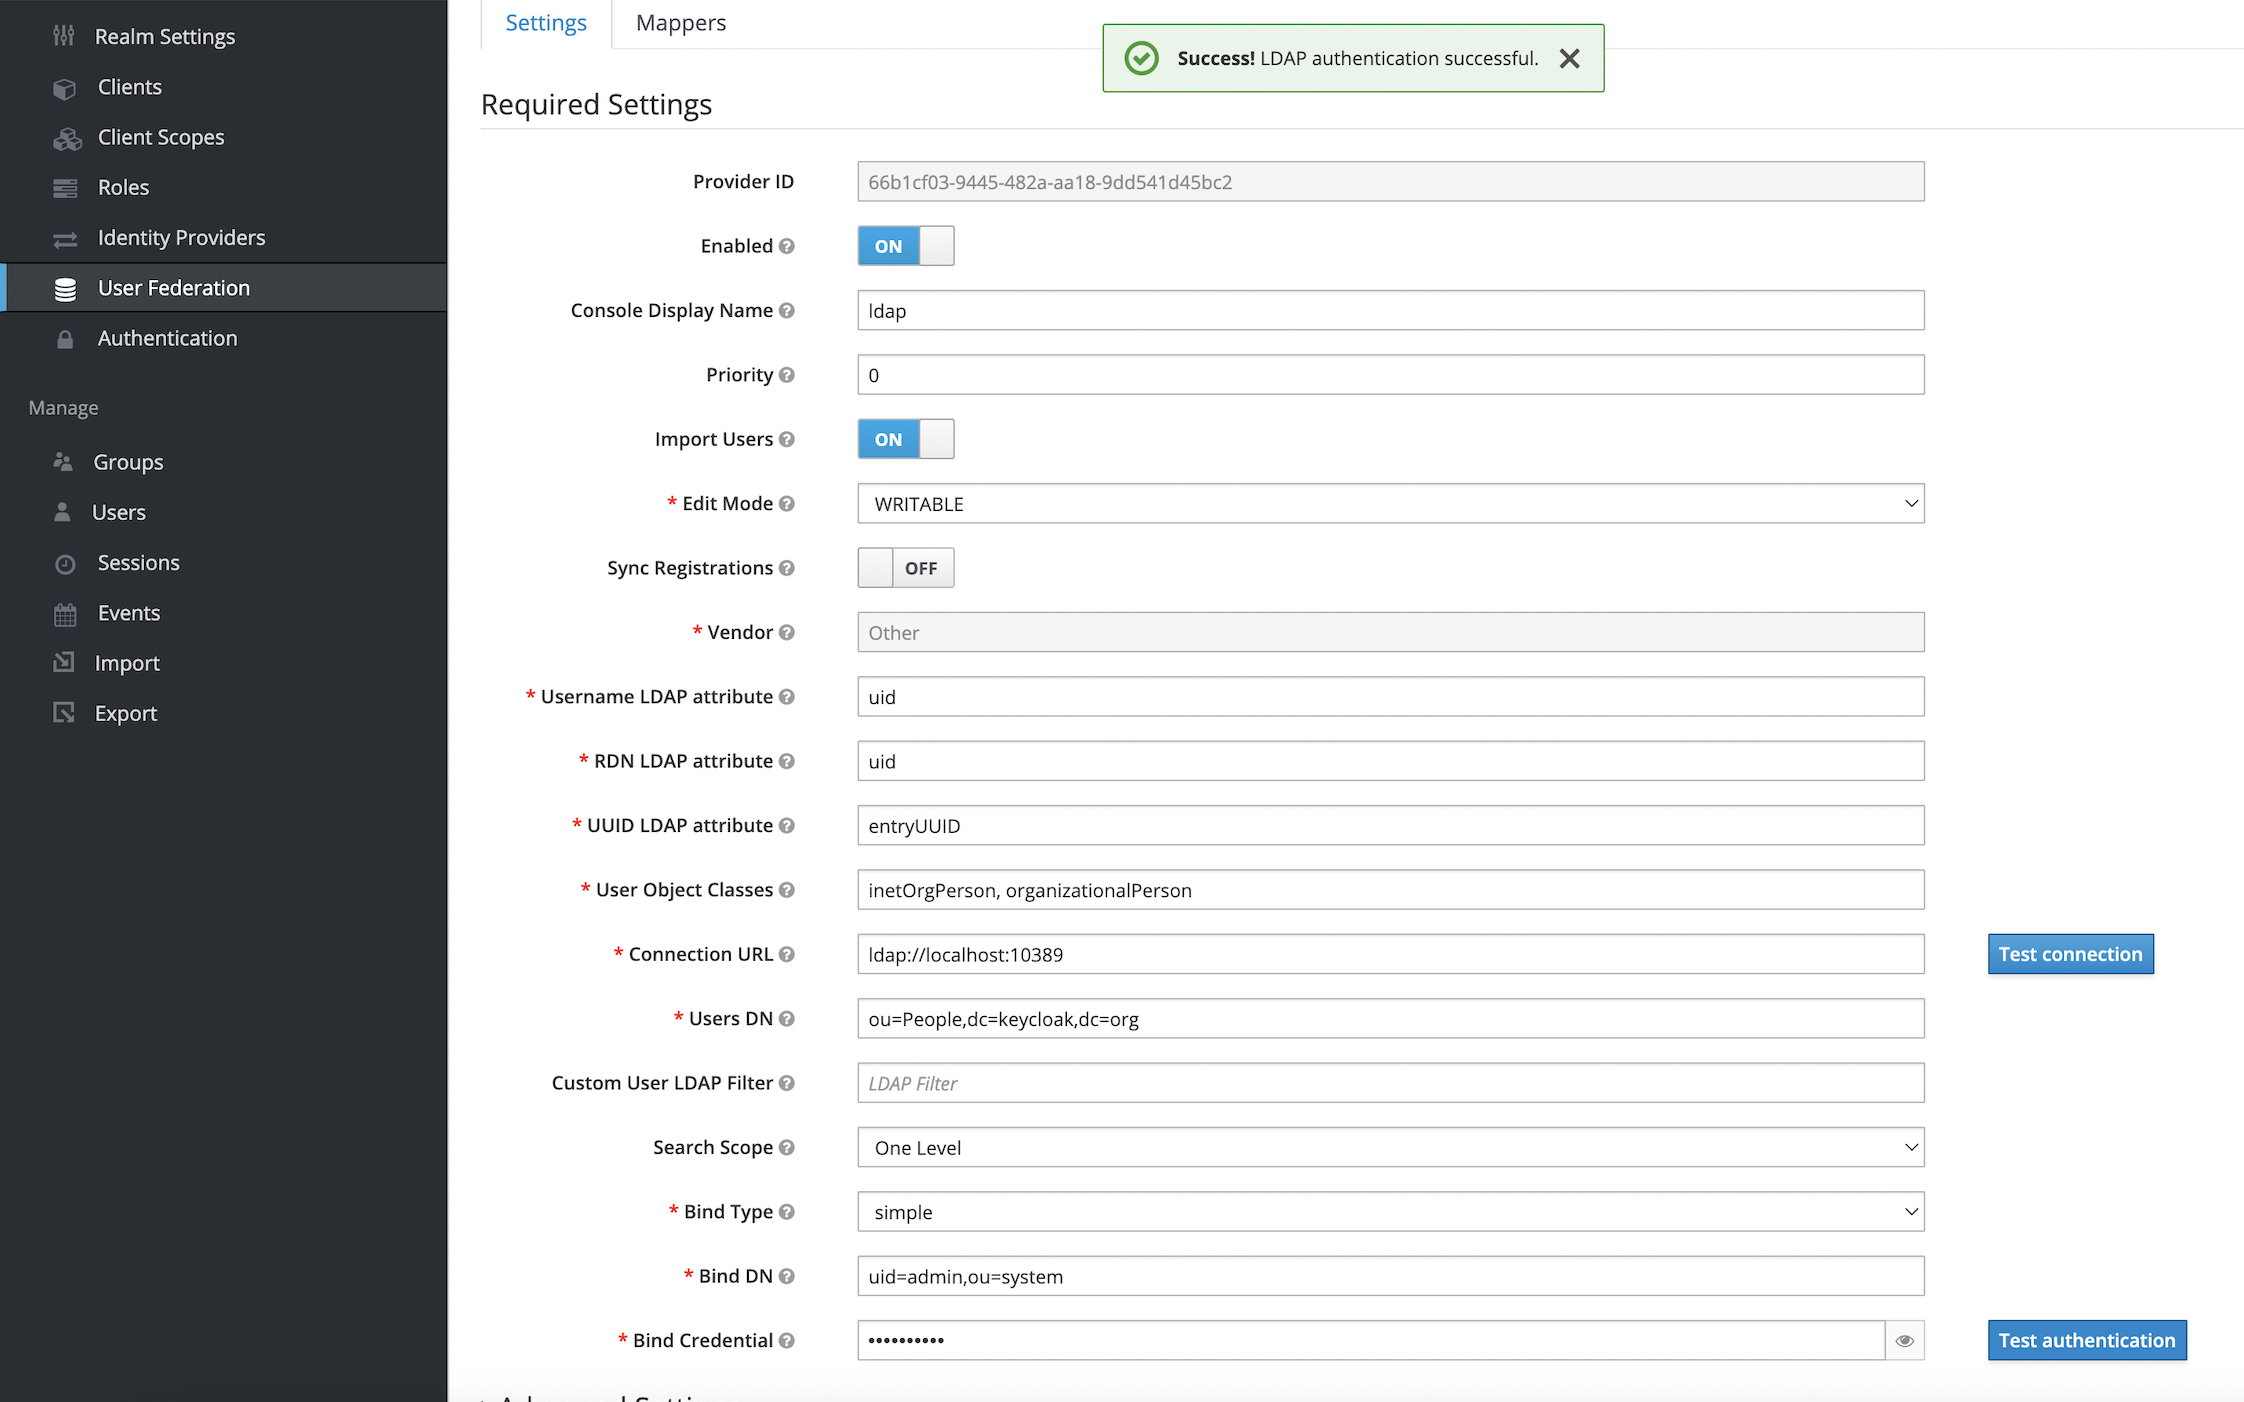 Realm Settings
Clients
Client Scopes
Roles
Identity Providers
User Federation
Authentication
Manage
Groups
Users
Sessions
Events
Import
Export
Settings
Mappers
Success! LDAP authentication successful.
Required Settings
Provider ID
66b1cf03-9445-482a-aa18-9dd541d45bc2
Enabled
ON
Console Display Name
ldap
Priority
0
Import Users
ON
* Edit Mode
WRITABLE
Sync Registrations
OFF
* Vendor
Other
* Username LDAP attribute
uid
* RDN LDAP attribute
uid
* UUID LDAP attribute
entryUUID
* User Object Classes
inetOrgPerson, organizationalPerson
* Connection URL
ldap://localhost:10389
Test connection
* Users DN
ou=People,dc=keycloak,dc=org
Custom User LDAP Filter
LDAP Filter
Search Scope
One Level
* Bind Type
simple
* Bind DN
uid=admin,ou=system
* Bind Credential
••••••••••
Test authentication